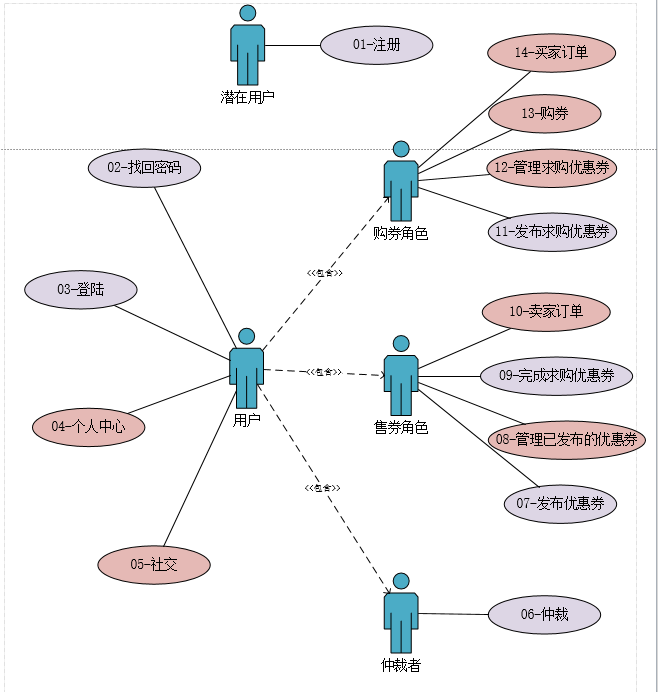 01-注册
潜在用户
14-买家订单
13-购券
02-找回密码
12-管理求购优惠券
购券角色
11-发布求购优惠券
<<包含>>
03-登陆
10-卖家订单
<<包含>>
09-完成求购优惠券
用户
售券角色
04-个人中心
08-管理已发布的优惠券
<<包含>>
07-发布优惠券
05-社交
06-仲裁
仲裁者